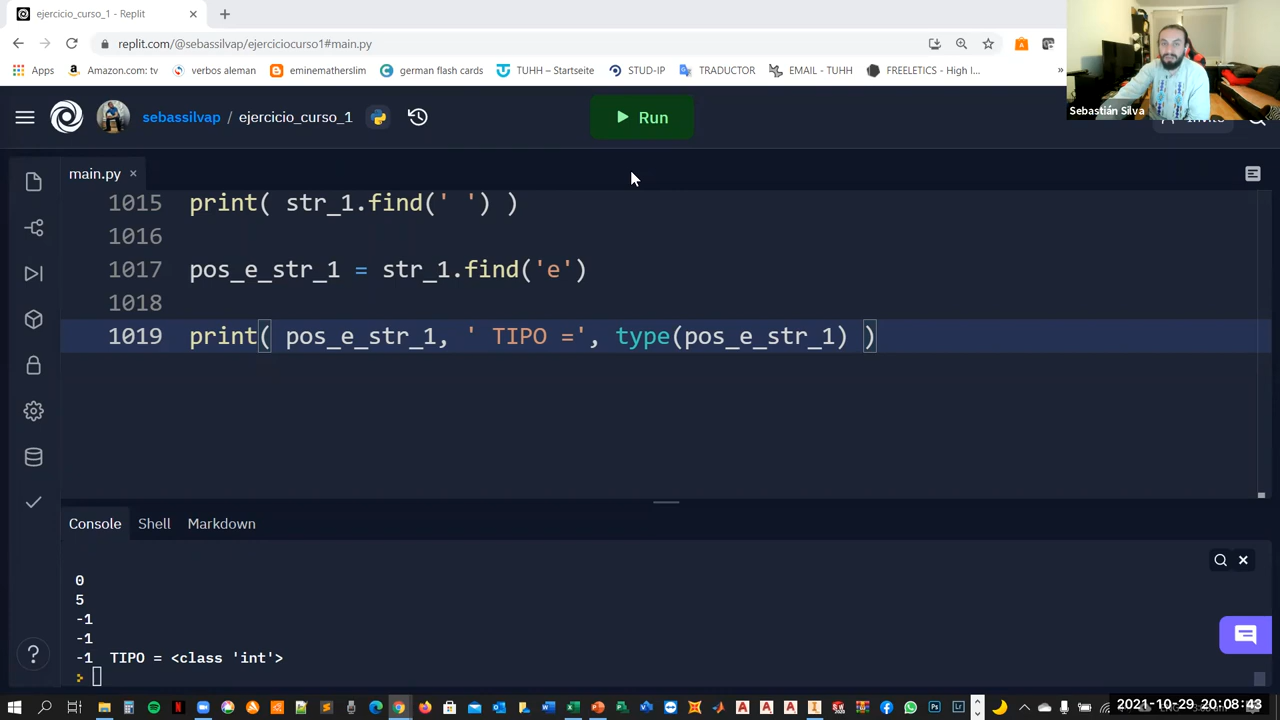 ejercicio_curso_1 - Replit
replit.com/@sebassilvap/ejerciciocurso1#main.py
Apps Amazon.com: tv verbos aleman eminematherslim german flash cards TUHH – Startseite STUD-IP TRADUCTOR EMAIL - TUHH FREELETICS - High I... »
Sebastián Silva
sebassilvap / ejercicio_curso_1
Run
main.py
1015 print( str_1.find(' ') )
1016
1017 pos_e_str_1 = str_1.find('e')
1018
1019 print( pos_e_str_1, ' TIPO =', type(pos_e_str_1) )
Console Shell Markdown
0
5
-1
-1
-1 TIPO = <class 'int'>
2021-10-29 20:08:43